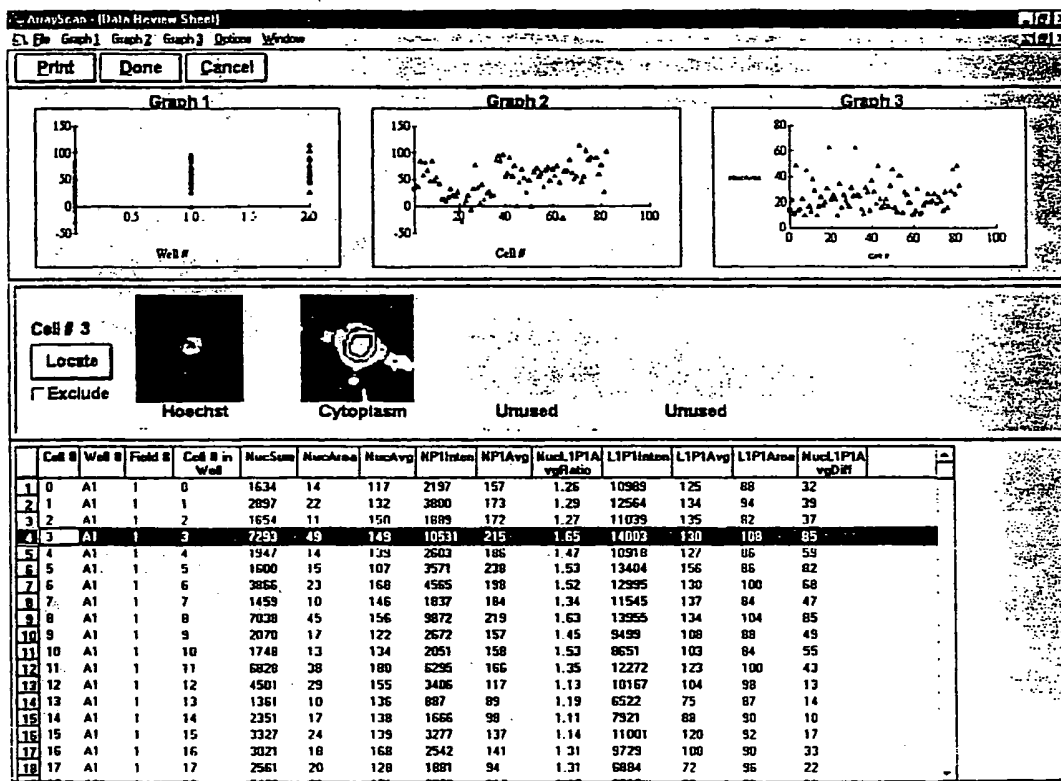 ArrayScan - [Data Review Sheet]
File Graph 1 Graph 2 Graph 3 Options Window
Print Done Cancel
Graph 1 Graph 2 Graph 3
150 150 80
100 100 60
50 50 40
0 0 20
-50 -50 0
0.5 1.0 1.5 2.0 20 40 60 80 100 0 20 40 60 80 100
Well # Cell #
Cell # 3
Locate
Exclude
Hoechst Cytoplasm Unused Unused
Cell # Well # Field # Cell # in Well NucSum NucArea NucAvg NP1Inten NP1Avg NucL1P1AvgRatio L1P1Inten L1P1Avg L1P1Area NucL1P1AvgDiff
1 0 A1 1 0 1634 14 117 2197 157 1.26 10989 125 88 32
2 1 A1 1 1 2897 22 132 3800 173 1.29 12564 134 94 39
3 2 A1 1 2 1654 11 150 1889 172 1.27 11039 135 82 37
4 3 A1 1 3 7293 49 149 10531 215 1.65 14003 130 108 85
5 4 A1 1 4 1947 14 139 2603 186 1.47 10918 127 86 59
6 5 A1 1 5 1600 15 107 3571 238 1.53 13404 156 86 82
7 6 A1 1 6 3866 23 168 4565 198 1.52 12995 130 100 68
8 7 A1 1 7 1459 10 146 1837 184 1.34 11545 137 84 47
9 8 A1 1 8 7038 45 156 9872 219 1.63 13955 134 104 85
10 9 A1 1 9 2070 17 122 2672 157 1.45 9499 108 88 49
11 10 A1 1 10 1748 13 134 2051 158 1.53 8651 103 84 55
12 11 A1 1 11 6828 38 180 6295 166 1.35 12272 123 100 43
13 12 A1 1 12 4501 29 155 3406 117 1.13 10167 104 98 13
14 13 A1 1 13 1361 10 136 887 89 1.19 6522 75 87 14
15 14 A1 1 14 2351 17 138 1666 98 1.11 7921 88 90 10
16 15 A1 1 15 3327 24 139 3277 137 1.14 11001 120 92 17
17 16 A1 1 16 3021 18 168 2542 141 1.31 9729 108 90 33
18 17 A1 1 17 2561 20 128 1881 94 1.31 6884 72 96 22